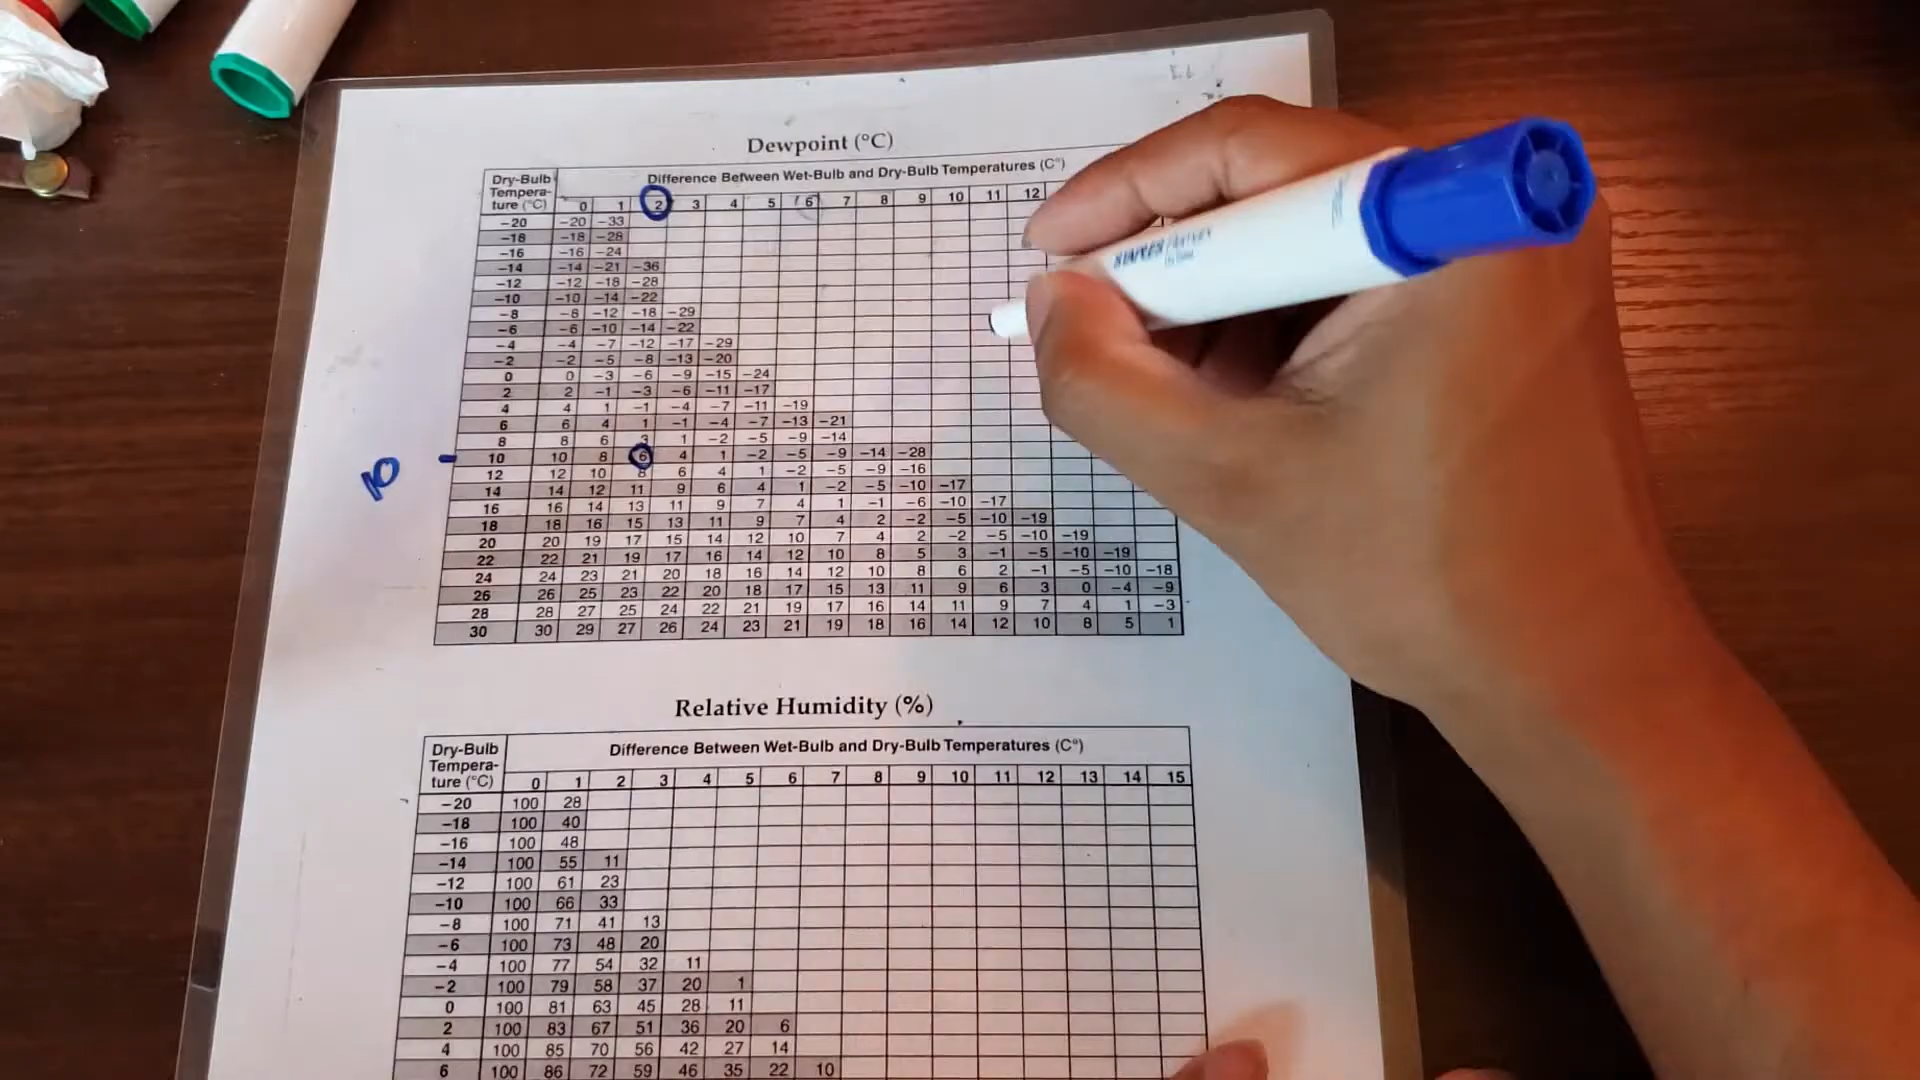 Dewpoint (°C)
Dry-Bulb Tempera-ture (°C)
Difference Between Wet-Bulb and Dry-Bulb Temperatures (C°)
0 1 2 3 4 5 6 7 8 9 10 11 12
−20 −20 −33
−18 −18 −28
−16 −16 −24
−14 −14 −21 −36
−12 −12 −18 −28
−10 −10 −14 −22
−8 −8 −12 −18 −29
−6 −6 −10 −14 −22
−4 −4 −7 −12 −17 −29
−2 −2 −5 −8 −13 −20
0 0 −3 −6 −9 −15 −24
2 2 −1 −3 −6 −11 −17
4 4 1 −1 −4 −7 −11 −19
6 6 4 1 −1 −4 −7 −13 −21
8 8 6 3 1 −2 −5 −9 −14
10 10 10 8 6 4 1 −2 −5 −9 −14 −28
12 12 10 8 6 4 1 −2 −5 −9 −16
14 14 12 11 9 6 4 1 −2 −5 −10 −17
16 16 14 13 11 9 7 4 1 −1 −6 −10 −17
18 18 16 15 13 11 9 7 4 2 −2 −5 −10 −19
20 20 19 17 15 14 12 10 7 4 2 −2 −5 −10 −19
22 22 21 19 17 16 14 12 10 8 5 3 −1 −5 −10 −19
24 24 23 21 20 18 16 14 12 10 8 6 2 −1 −5 −10 −18
26 26 25 23 22 20 18 17 15 13 11 9 6 3 0 −4 −9
28 28 27 25 24 22 21 19 17 16 14 11 9 7 4 1 −3
30 30 29 27 26 24 23 21 19 18 16 14 12 10 8 5 1
Relative Humidity (%)
Dry-Bulb Tempera-ture (°C)
Difference Between Wet-Bulb and Dry-Bulb Temperatures (C°)
0 1 2 3 4 5 6 7 8 9 10 11 12 13 14 15
−20 100 28
−18 100 40
−16 100 48
−14 100 55 11
−12 100 61 23
−10 100 66 33
−8 100 71 41 13
−6 100 73 48 20
−4 100 77 54 32 11
−2 100 79 58 37 20 1
0 100 81 63 45 28 11
2 100 83 67 51 36 20 6
4 100 85 70 56 42 27 14
6 100 86 72 59 46 35 22 10